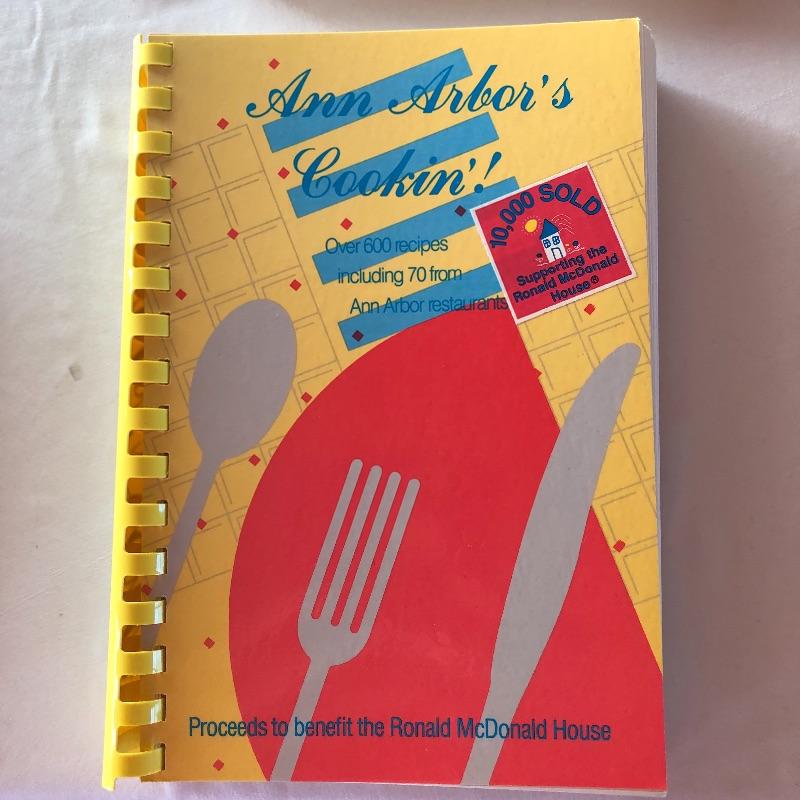 Ann Arbor's
Cookin'!
Over 600 recipes
including 70 from
Ann Arbor restaurants
10,000 SOLD
Supporting the
Ronald McDonald
House®
Proceeds to benefit the Ronald McDonald House